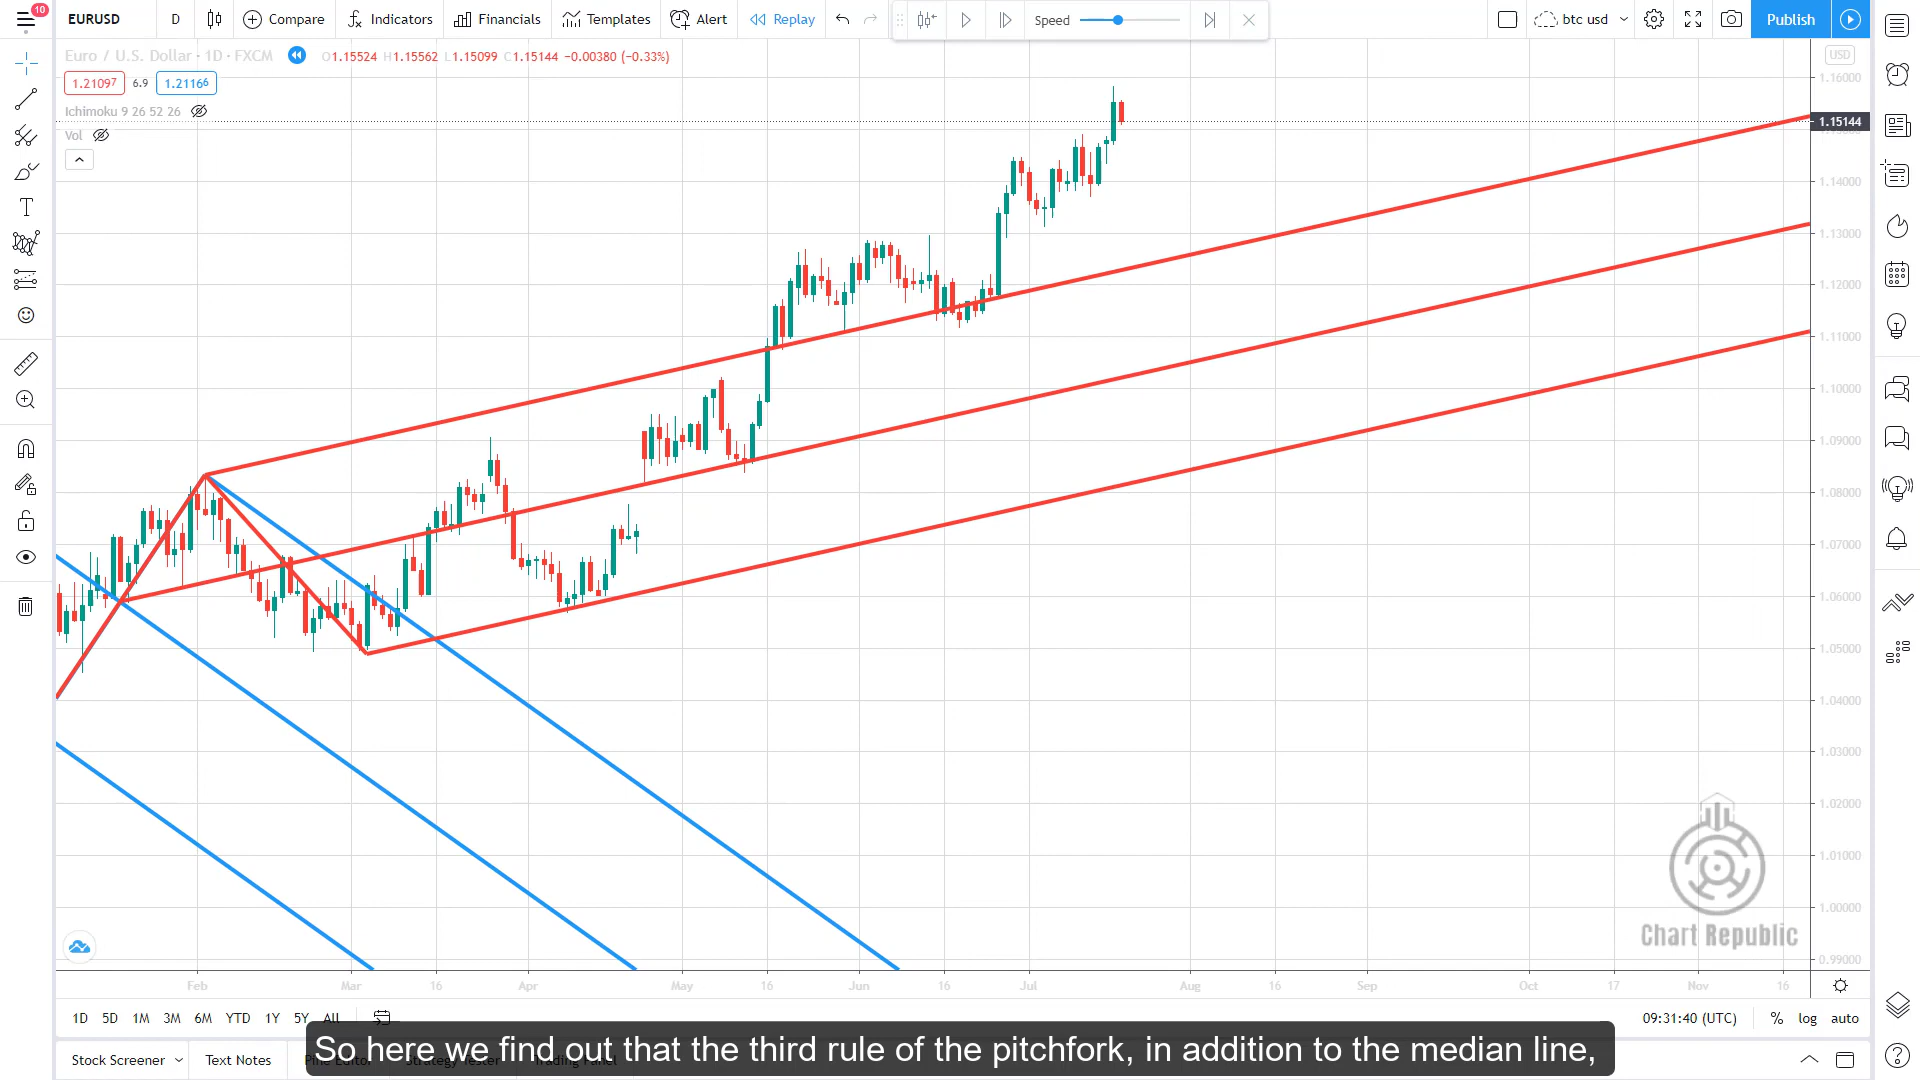 10
EURUSD D Compare Indicators Financials Templates Alert Replay Speed btc usd Publish
Euro / U.S. Dollar · 1D · FXCM O1.15524 H1.15562 L1.15099 C1.15144 −0.00380 (−0.33%)
USD
1.21097 6.9 1.21166
Ichimoku 9 26 52 26
Vol
1.16000
1.15144
1.14000
1.13000
1.12000
1.11000
1.10000
1.09000
1.08000
1.07000
1.06000
1.05000
1.04000
1.03000
1.02000
1.01000
1.00000
0.99000
Chart Republic
Feb Mar 16 Apr May 16 Jun 16 Jul Aug 16 Sep Oct 17 Nov 16
1D 5D 1M 3M 6M YTD 1Y 5Y All 09:31:40 (UTC) % log auto
Stock Screener Text Notes
So here we find out that the third rule of the pitchfork, in addition to the median line,